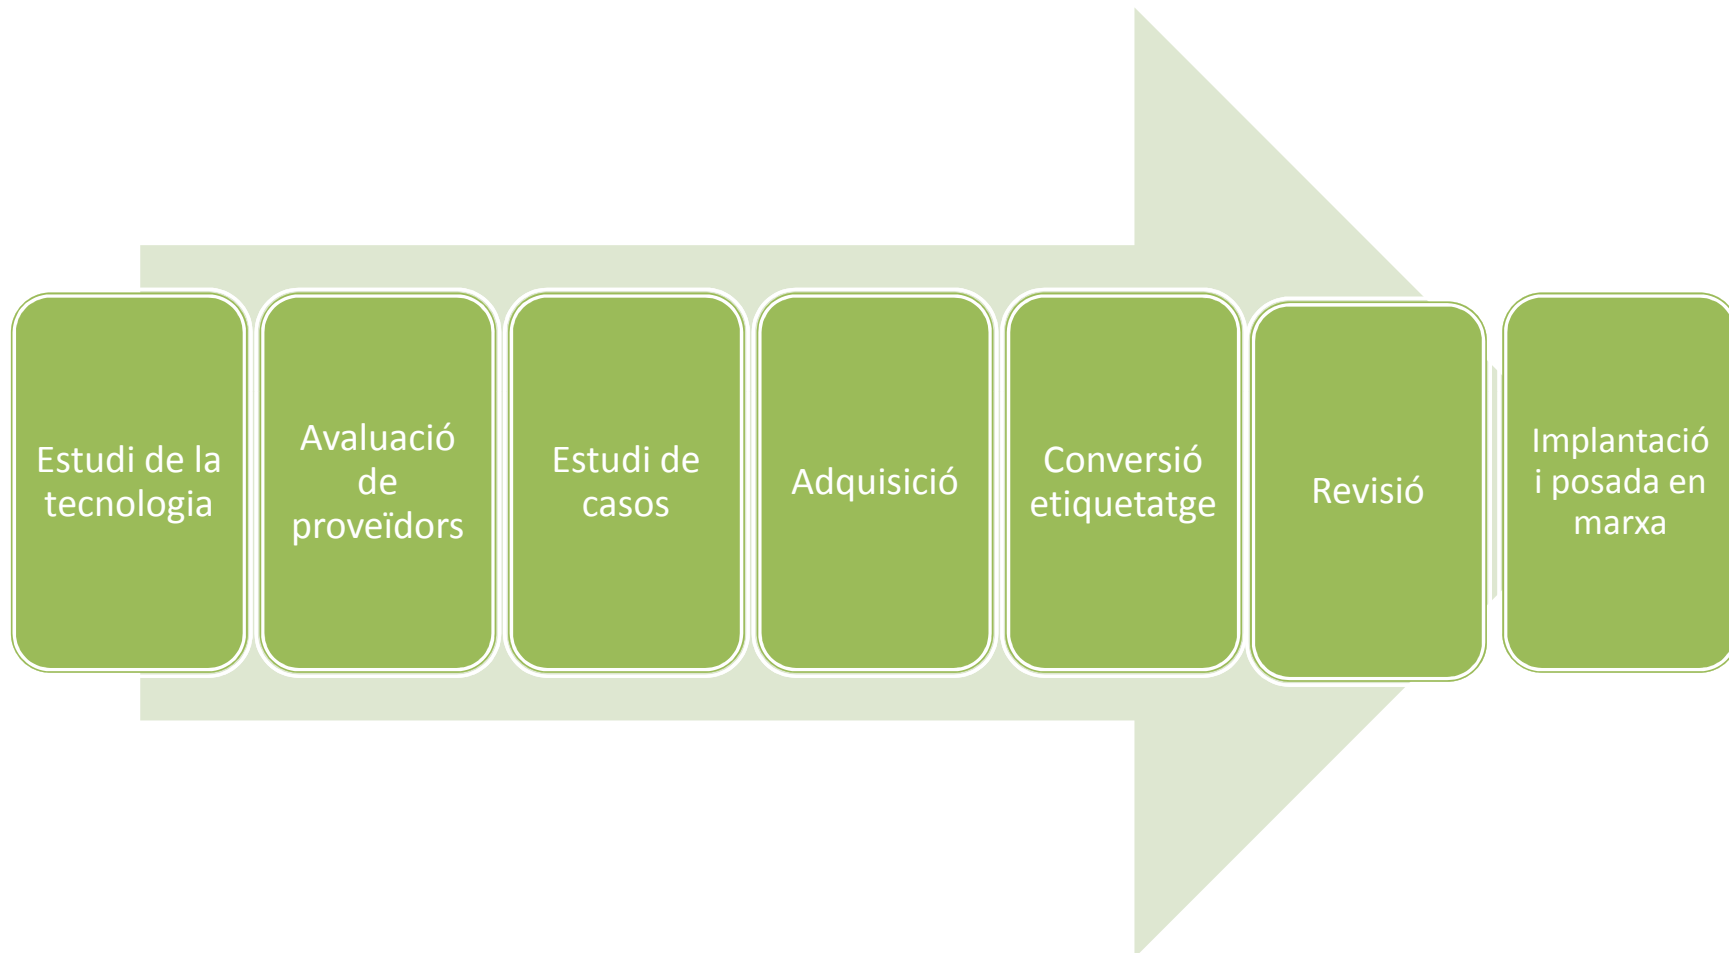 Estudi de la
tecnologia
Avaluació
de
proveïdors
Estudi de
casos
Adquisició
Conversió
etiquetatge
Revisió
Implantació
i posada en
marxa